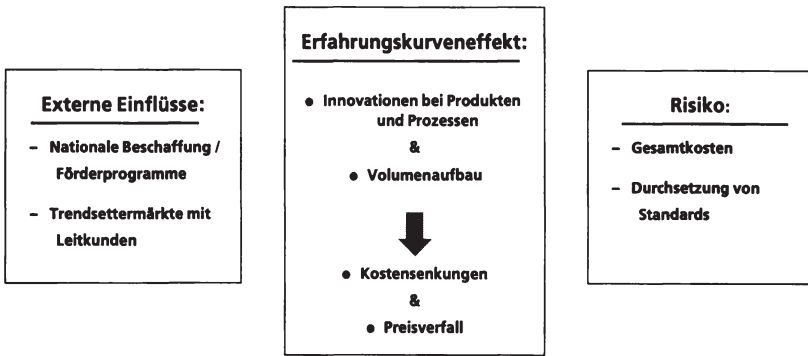 Externe Einflüsse:
– Nationale Beschaffung /
Förderprogramme
– Trendsettermärkte mit
Leitkunden
Erfahrungskurveneffekt:
● Innovationen bei Produkten
und Prozessen
&
● Volumenaufbau
● Kostensenkungen
&
● Preisverfall
Risiko:
– Gesamtkosten
– Durchsetzung von
Standards